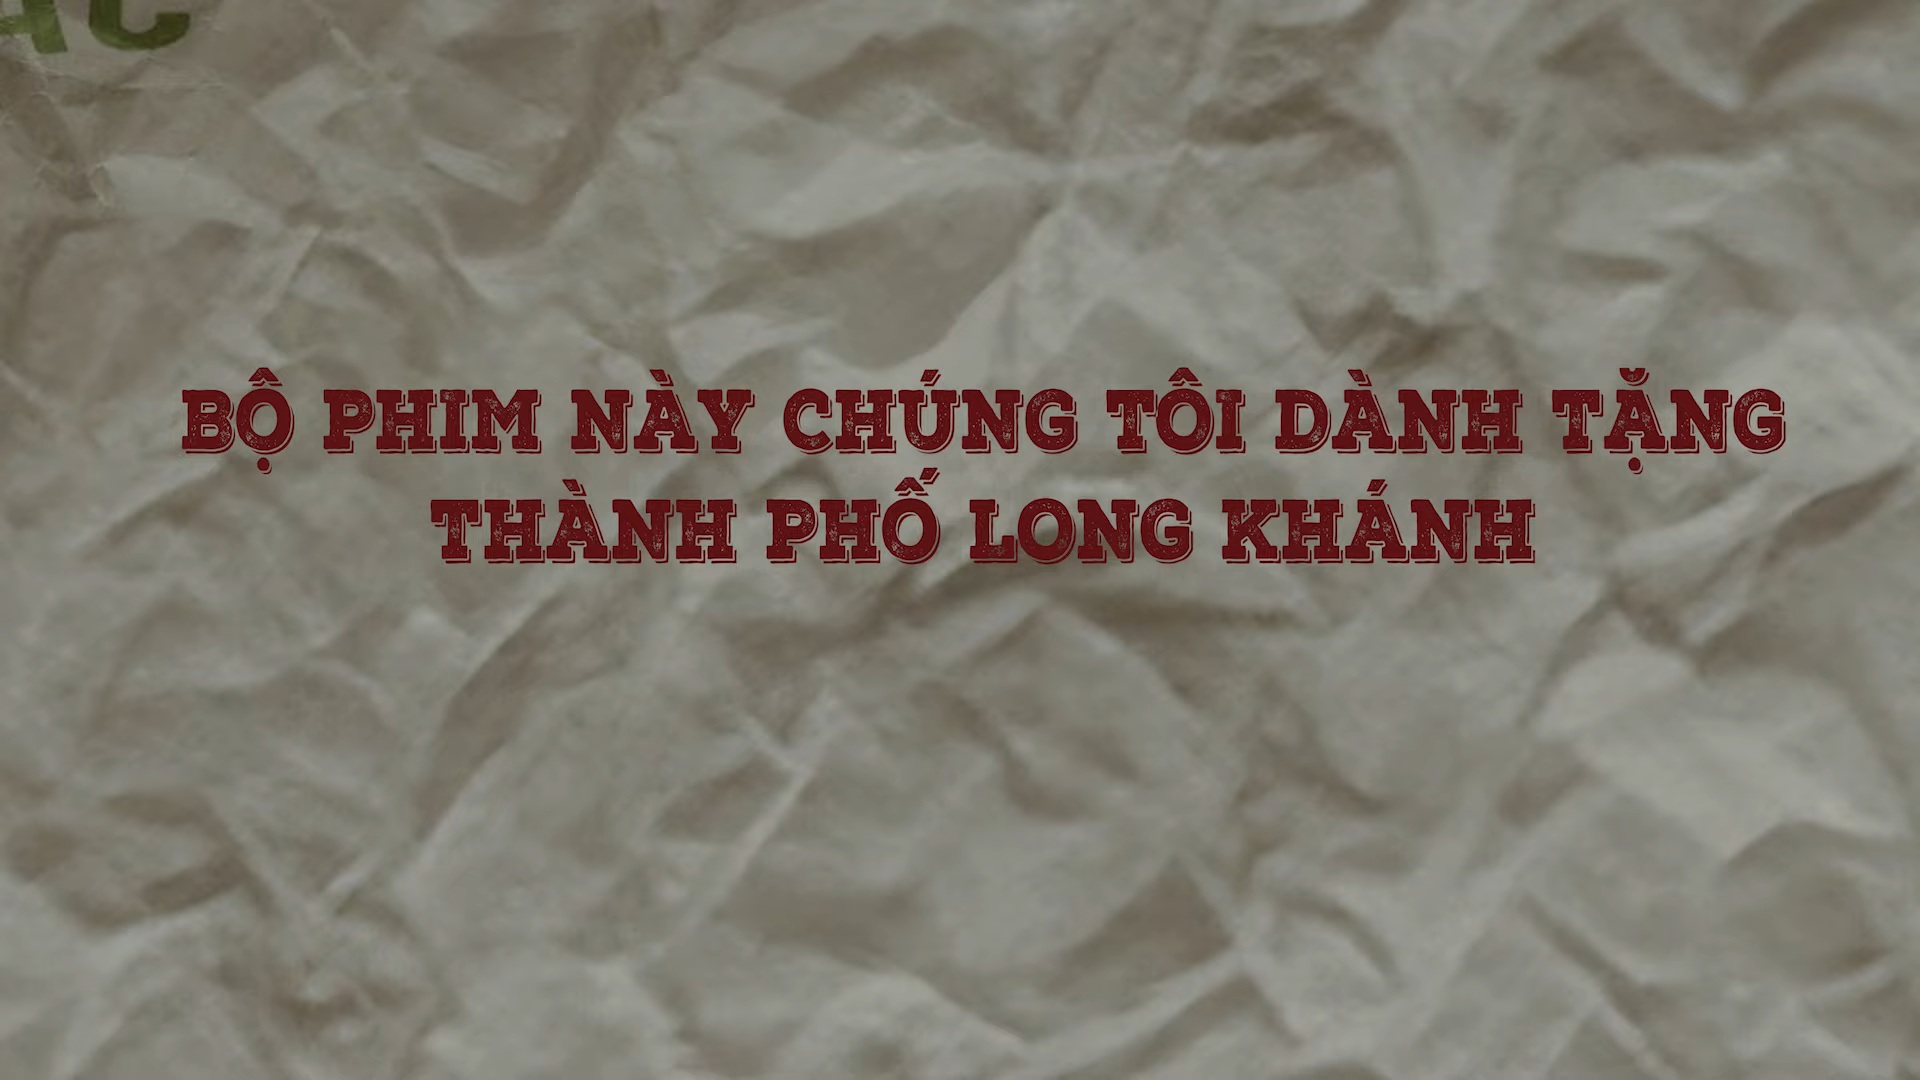 BỘ PHIM NÀY CHÚNG TÔI DÀNH TẶNG
THÀNH PHỐ LONG KHÁNH